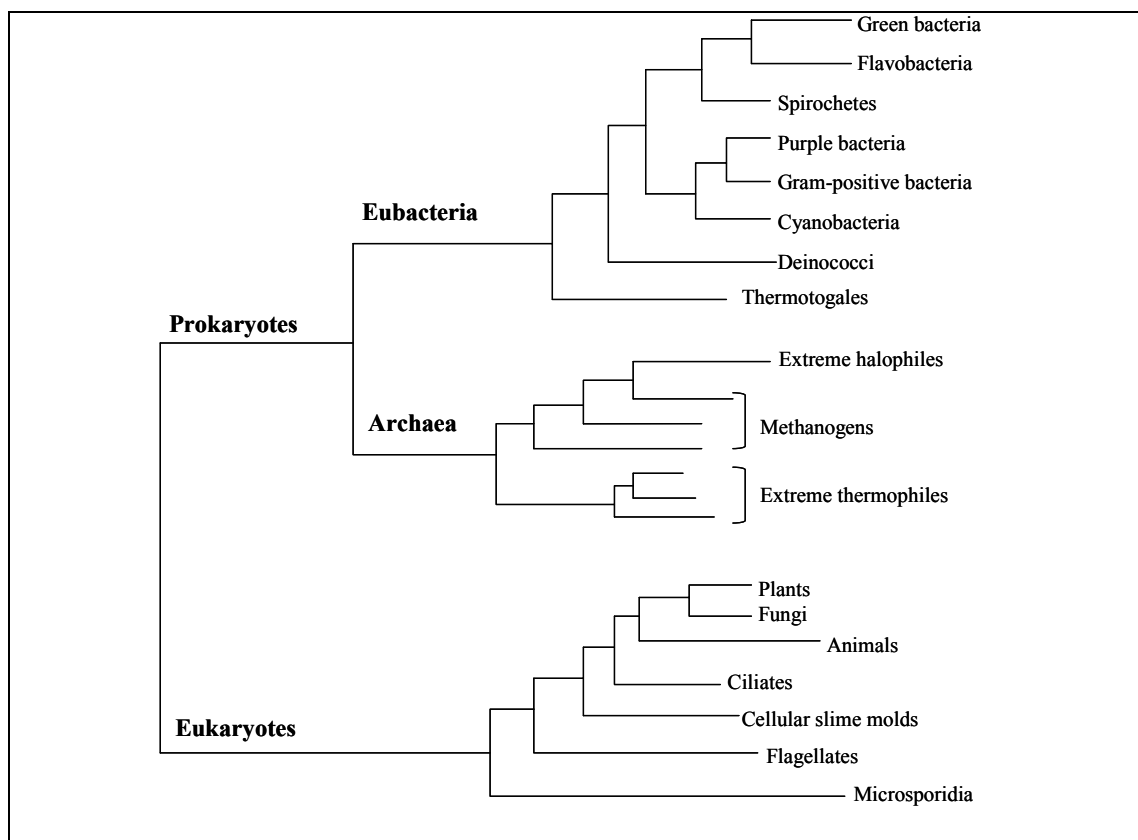 Green bacteria
Flavobacteria
Spirochetes
Purple bacteria
Gram-positive bacteria
Eubacteria
Cyanobacteria
Deinococci
Thermotogales
Prokaryotes
Extreme halophiles
Archaea
Methanogens
Extreme thermophiles
Plants
Fungi
Animals
Ciliates
Cellular slime molds
Eukaryotes
Flagellates
Microsporidia